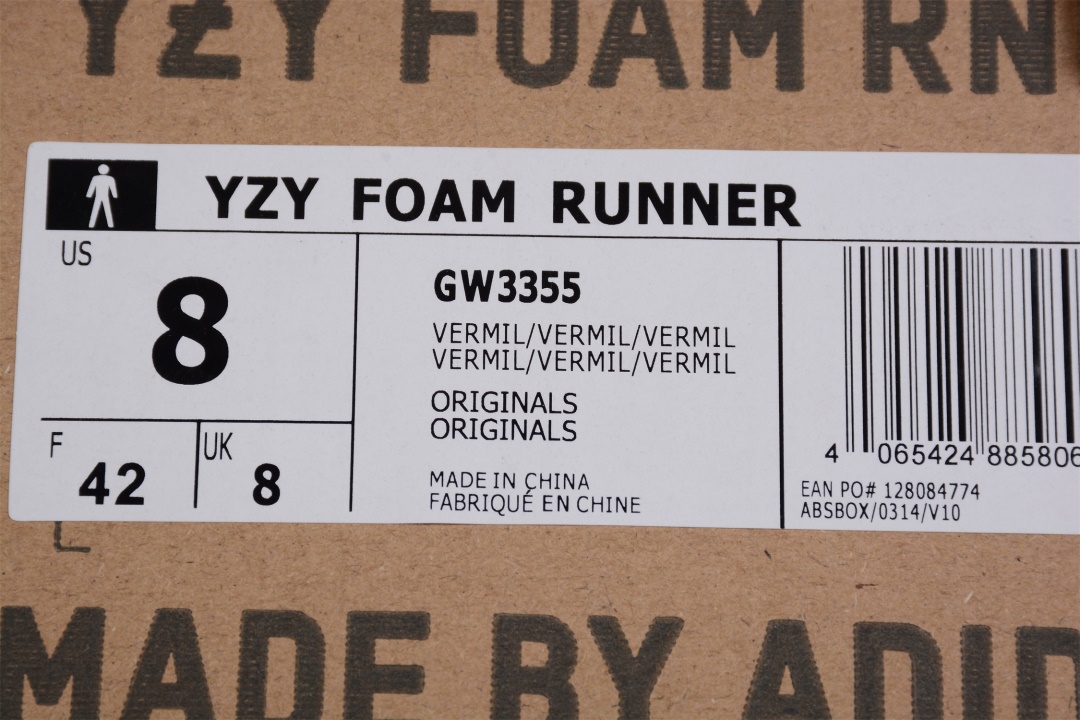 YZY FOAM RN
YZY FOAM RUNNER
US
8
F
42
UK
8
GW3355
VERMIL/VERMIL/VERMIL
VERMIL/VERMIL/VERMIL
ORIGINALS
ORIGINALS
MADE IN CHINA
FABRIQUÉ EN CHINE
4 065424 885806
EAN PO# 128084774
ABSBOX/0314/V10
MADE BY ADID